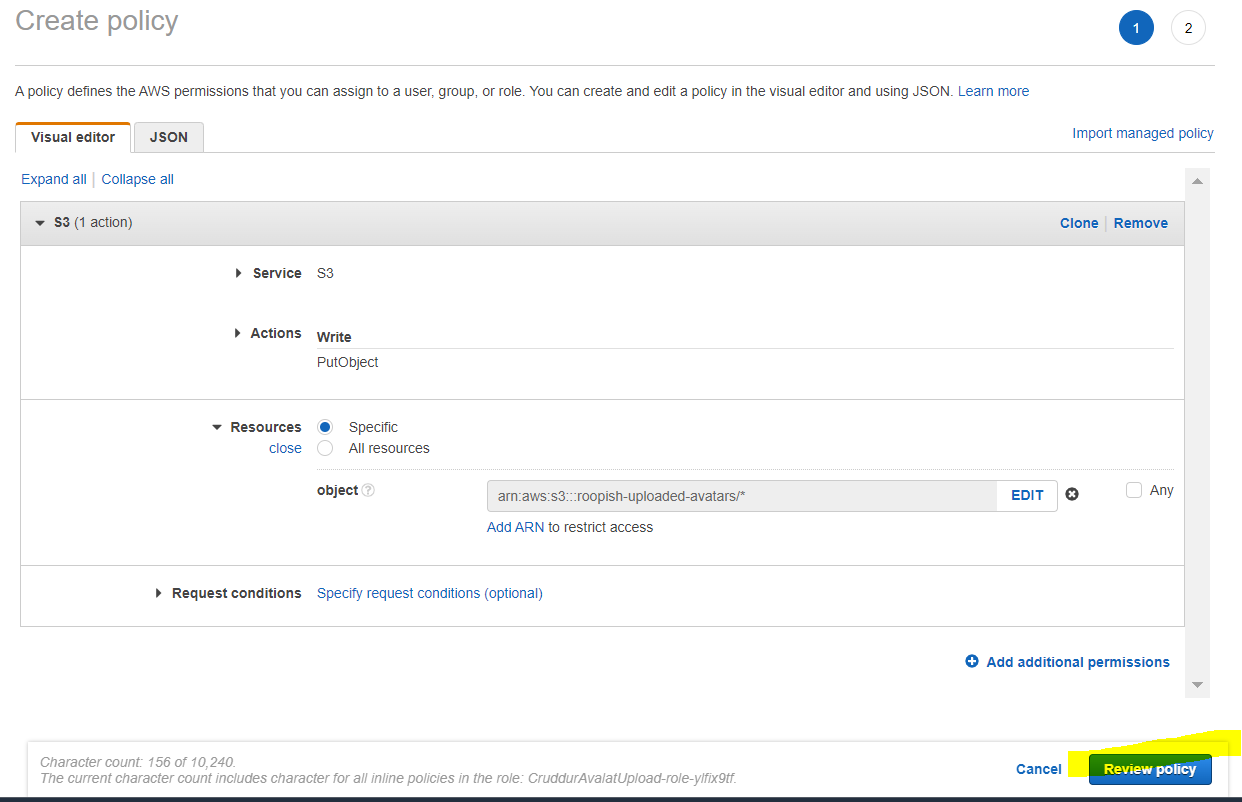 Create policy
1
2
A policy defines the AWS permissions that you can assign to a user, group, or role. You can create and edit a policy in the visual editor and using JSON. Learn more
Visual editor
JSON
Import managed policy
Expand all | Collapse all
S3 (1 action)
Clone | Remove
Service S3
Actions Write
PutObject
Resources Specific
close All resources
object ? arn:aws:s3:::roopish-uploaded-avatars/* EDIT Any
Add ARN to restrict access
Request conditions Specify request conditions (optional)
Add additional permissions
Character count: 156 of 10,240.
The current character count includes character for all inline policies in the role: CruddurAvalatUpload-role-ylfix9tf.
Cancel Review policy